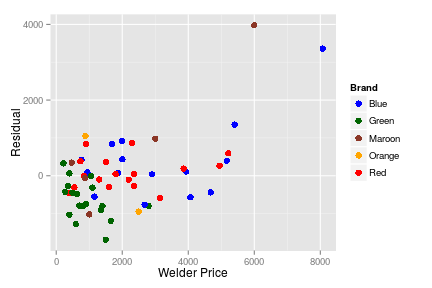 4000
2000
0
Residual
0
2000
4000
6000
8000
Welder Price
Brand
Blue
Green
Maroon
Orange
Red